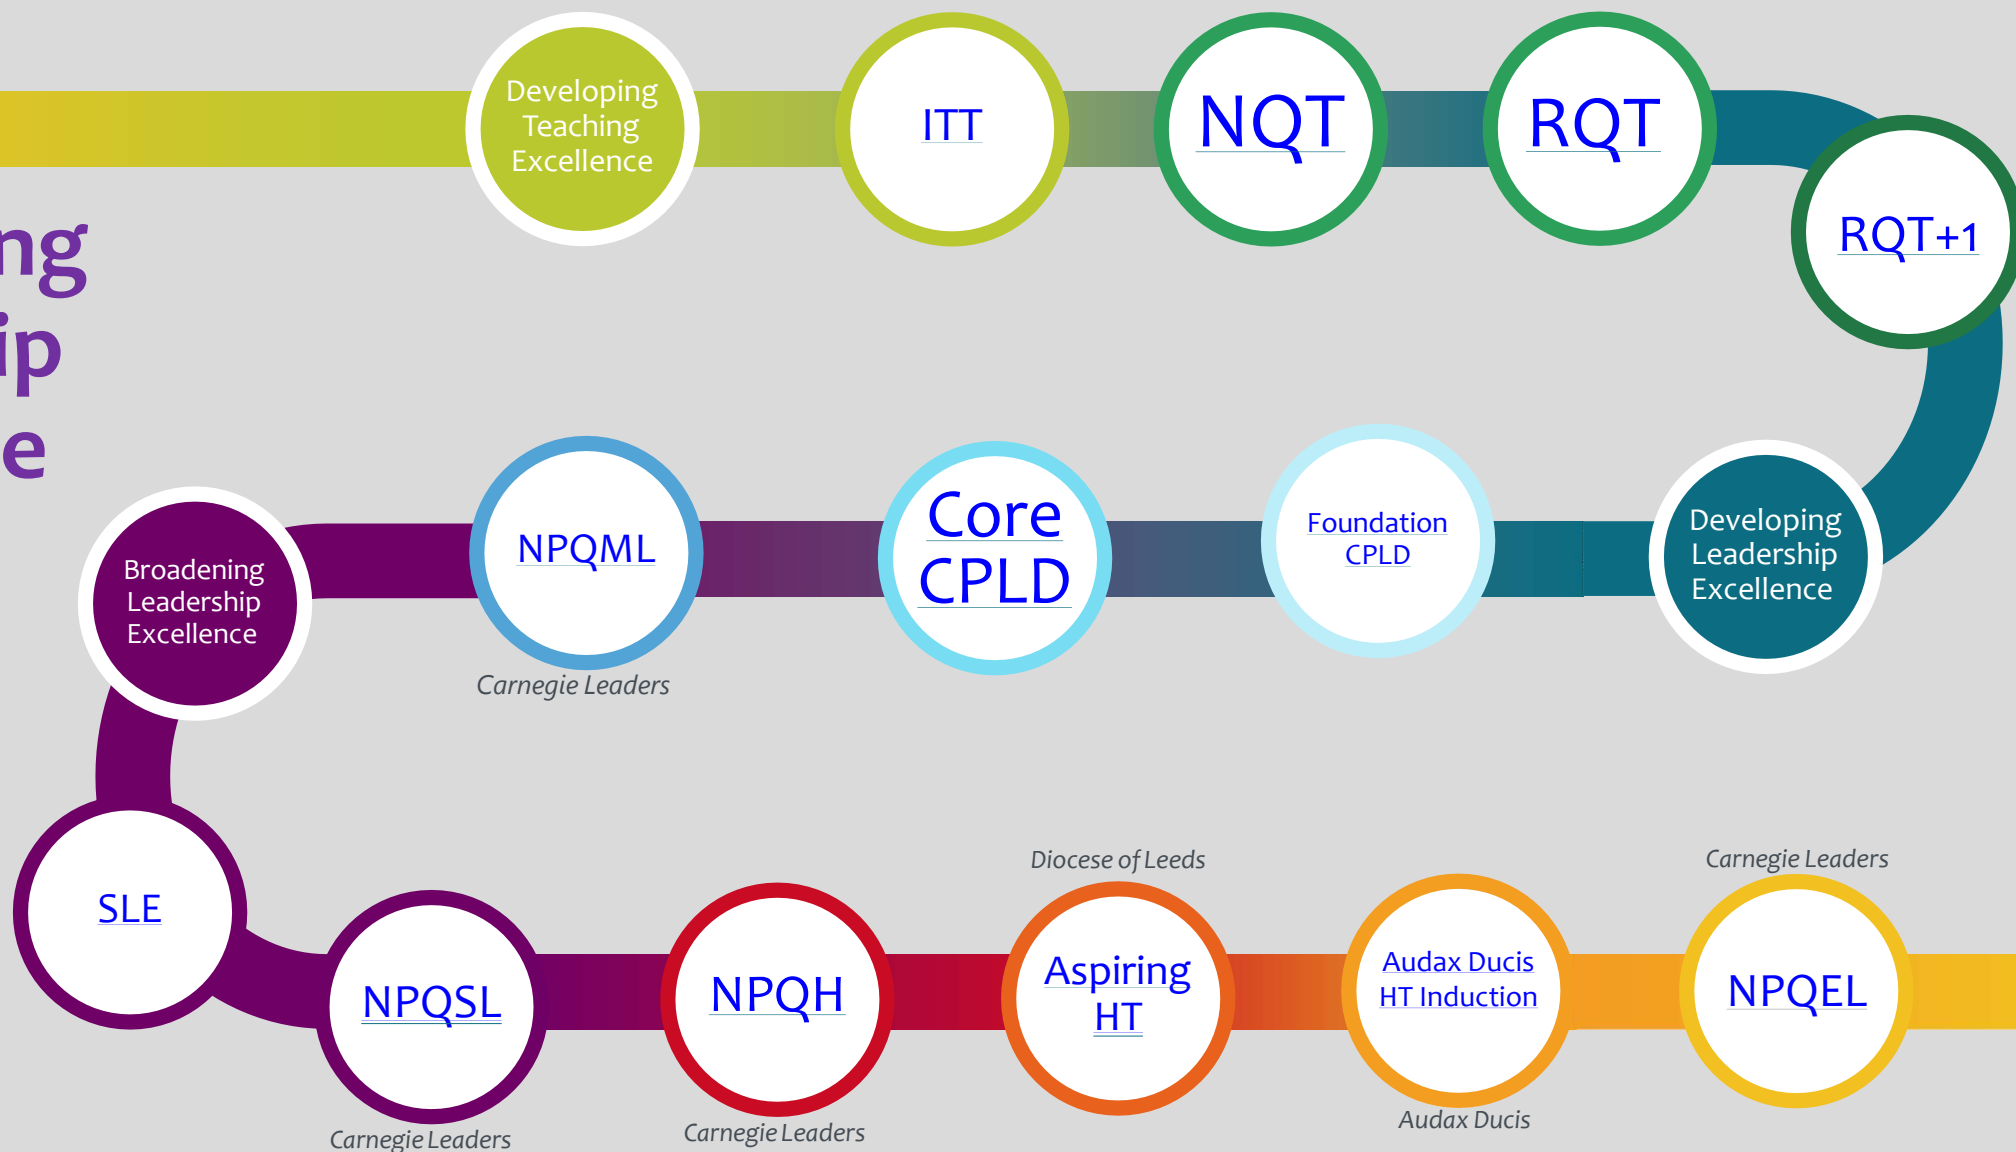 Developing
Teaching
Excellence
ITT
NQT
RQT
RQT+1
ng
ip
e
Developing
Leadership
Excellence
Foundation
CPLD
Core
CPLD
NPQML
Carnegie Leaders
Broadening
Leadership
Excellence
SLE
NPQSL
Carnegie Leaders
NPQH
Carnegie Leaders
Diocese of Leeds
Aspiring
HT
Audax Ducis
HT Induction
Audax Ducis
Carnegie Leaders
NPQEL